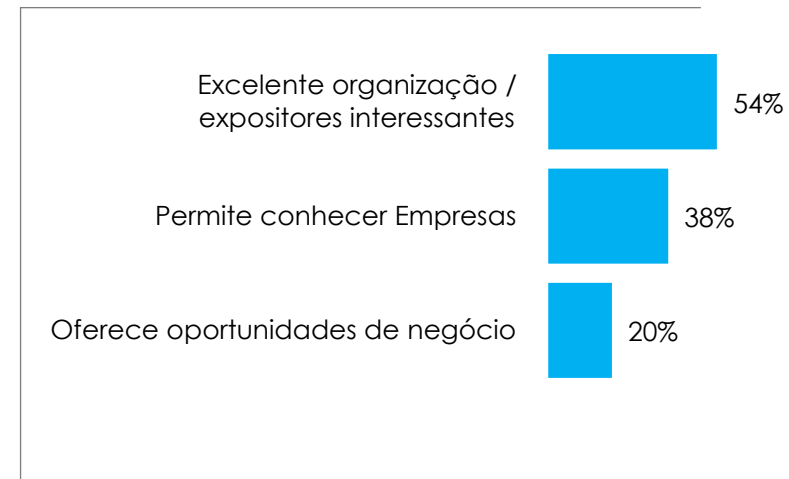 Excelente organização /
expositores interessantes
54%
Permite conhecer Empresas
38%
Oferece oportunidades de negócio
20%